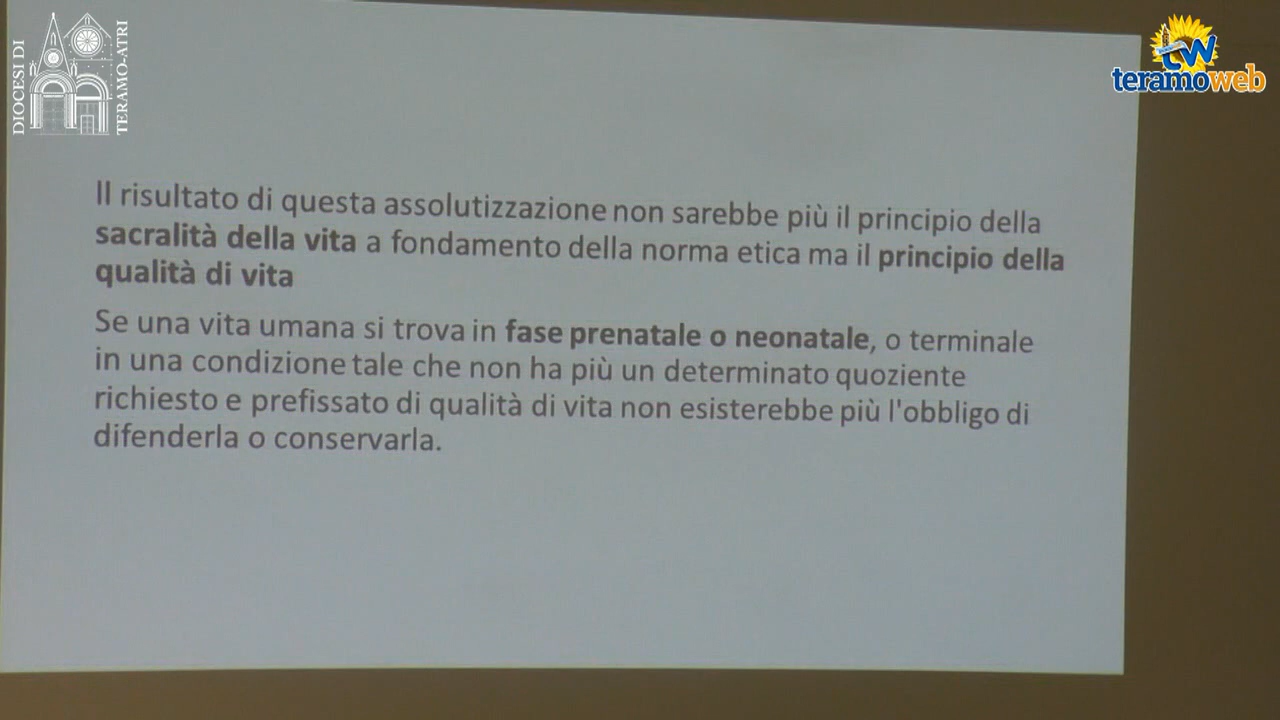 DIOCESI DI
TERAMO-ATRI
tw
teramoweb
Il risultato di questa assolutizzazione non sarebbe più il principio della
sacralità della vita a fondamento della norma etica ma il principio della
qualità di vita
Se una vita umana si trova in fase prenatale o neonatale, o terminale
in una condizione tale che non ha più un determinato quoziente
richiesto e prefissato di qualità di vita non esisterebbe più l'obbligo di
difenderla o conservarla.